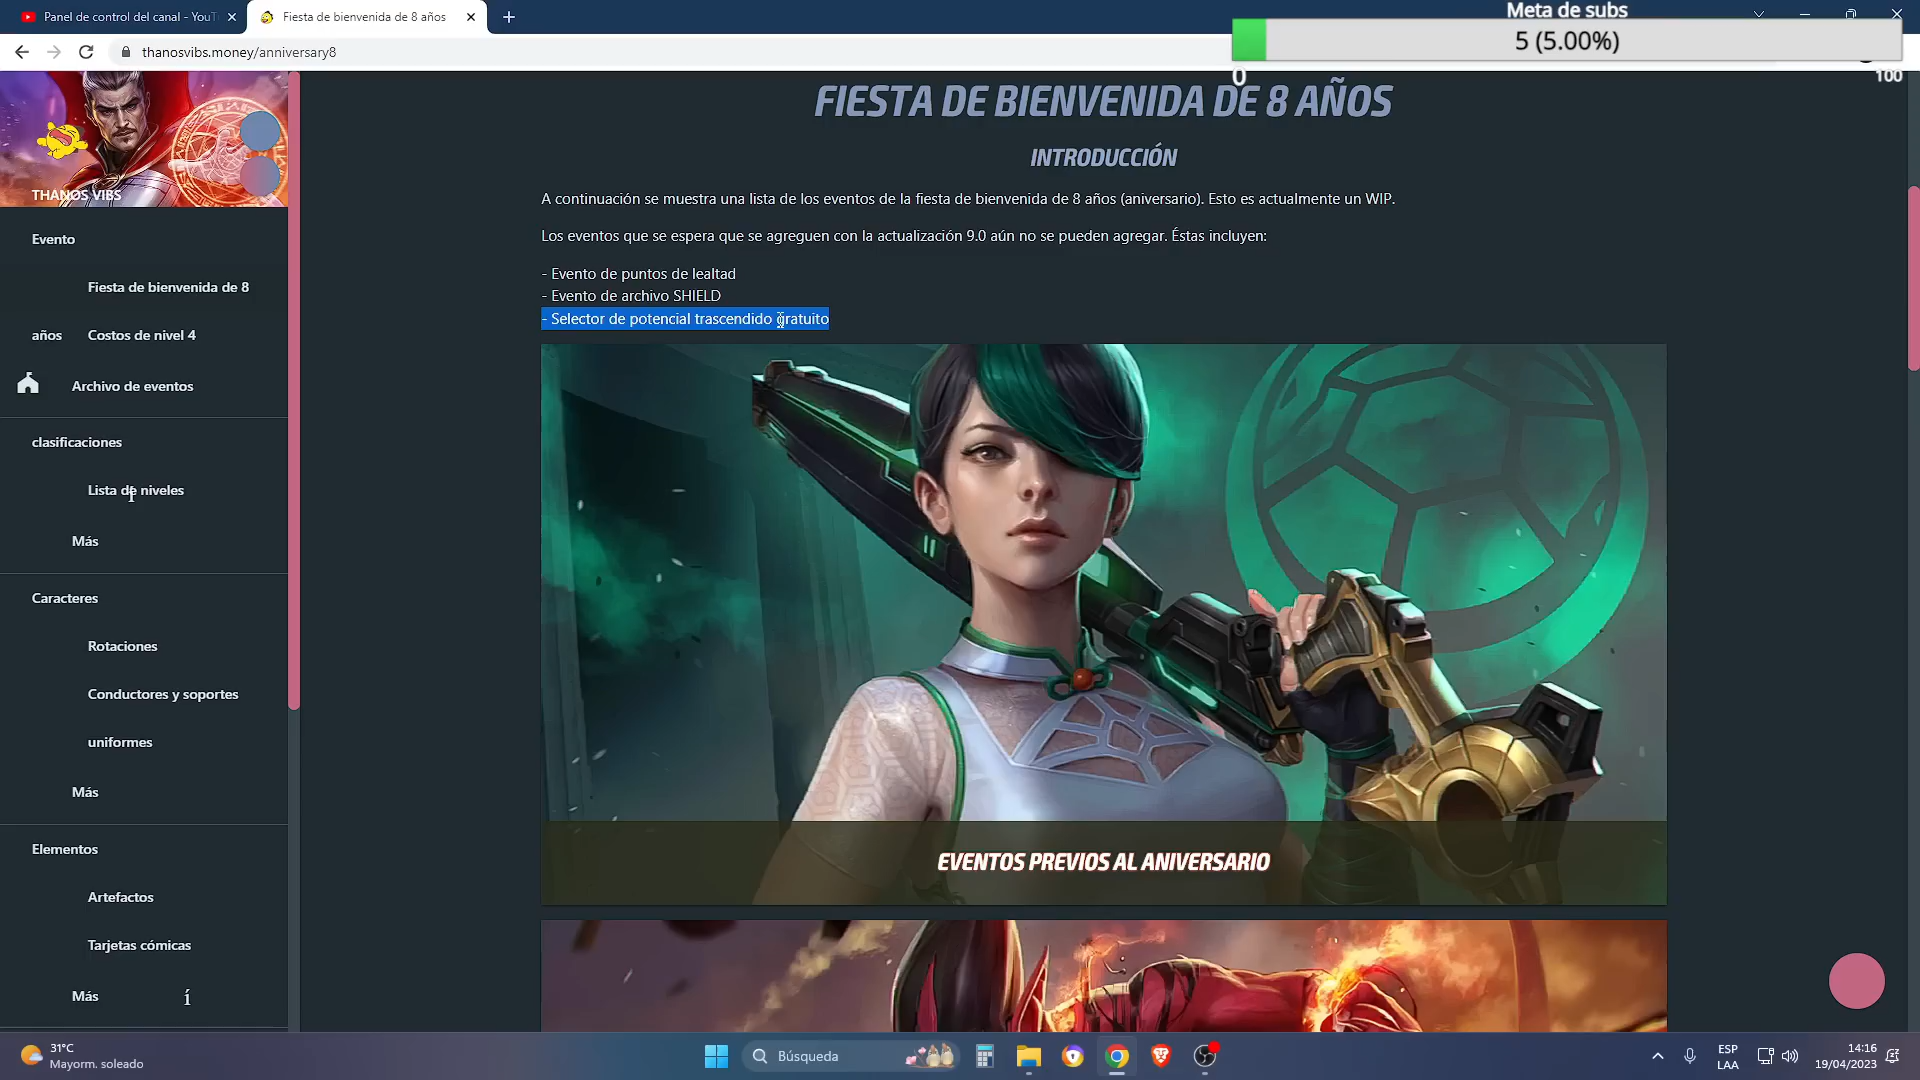 Panel de control del canal - YouT
Fiesta de bienvenida de 8 años
thanosvibs.money/anniversary8
Meta de subs
5 (5.00%)
0
100
THANOS VIBS
Evento
Fiesta de bienvenida de 8
años
Costos de nivel 4
Archivo de eventos
clasificaciones
Lista de niveles
Más
Caracteres
Rotaciones
Conductores y soportes
uniformes
Más
Elementos
Artefactos
Tarjetas cómicas
Más
FIESTA DE BIENVENIDA DE 8 AÑOS
INTRODUCCIÓN
A continuación se muestra una lista de los eventos de la fiesta de bienvenida de 8 años (aniversario). Esto es actualmente un WIP.
Los eventos que se espera que se agreguen con la actualización 9.0 aún no se pueden agregar. Éstas incluyen:
- Evento de puntos de lealtad
- Evento de archivo SHIELD
- Selector de potencial trascendido gratuito
EVENTOS PREVIOS AL ANIVERSARIO
31°C
Mayorm. soleado
Búsqueda
ESP
LAA
14:16
19/04/2023